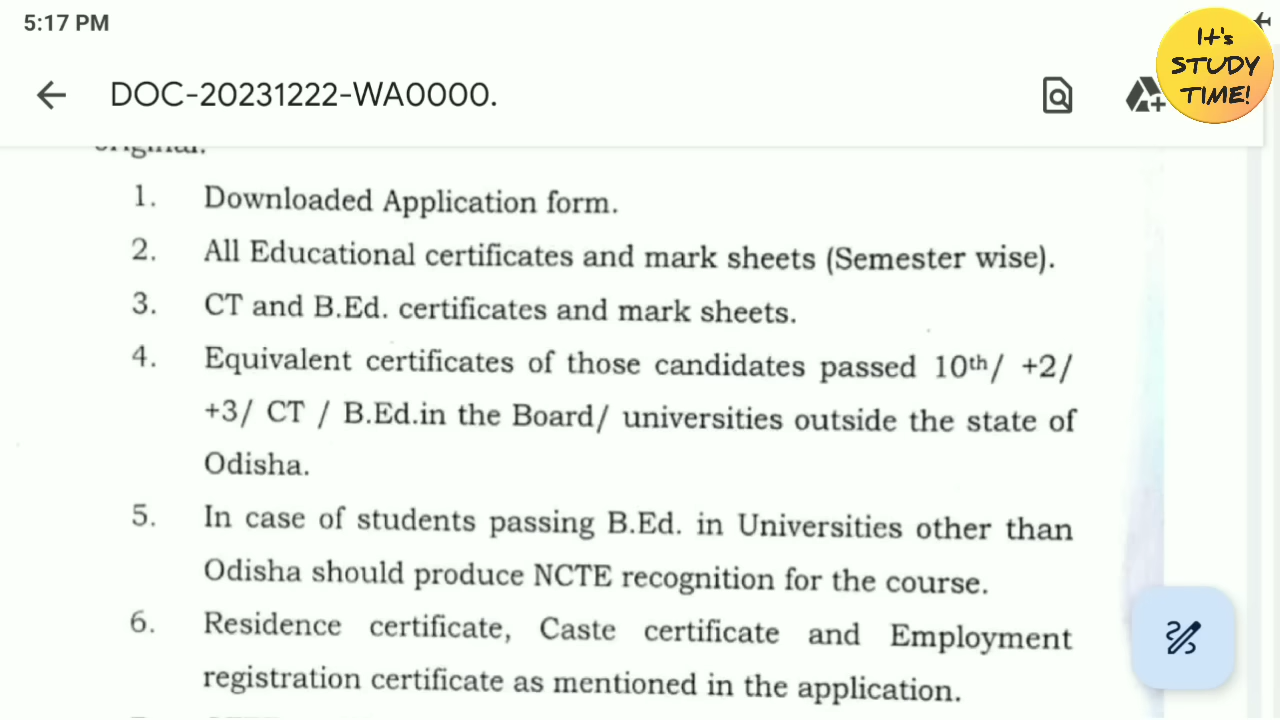 5:17 PM
It's
STUDY
TIME!
DOC-20231222-WA0000.
original.
1. Downloaded Application form.
2. All Educational certificates and mark sheets (Semester wise).
3. CT and B.Ed. certificates and mark sheets.
4. Equivalent certificates of those candidates passed 10th/ +2/
+3/ CT / B.Ed.in the Board/ universities outside the state of
Odisha.
5. In case of students passing B.Ed. in Universities other than
Odisha should produce NCTE recognition for the course.
6. Residence certificate, Caste certificate and Employment
registration certificate as mentioned in the application.